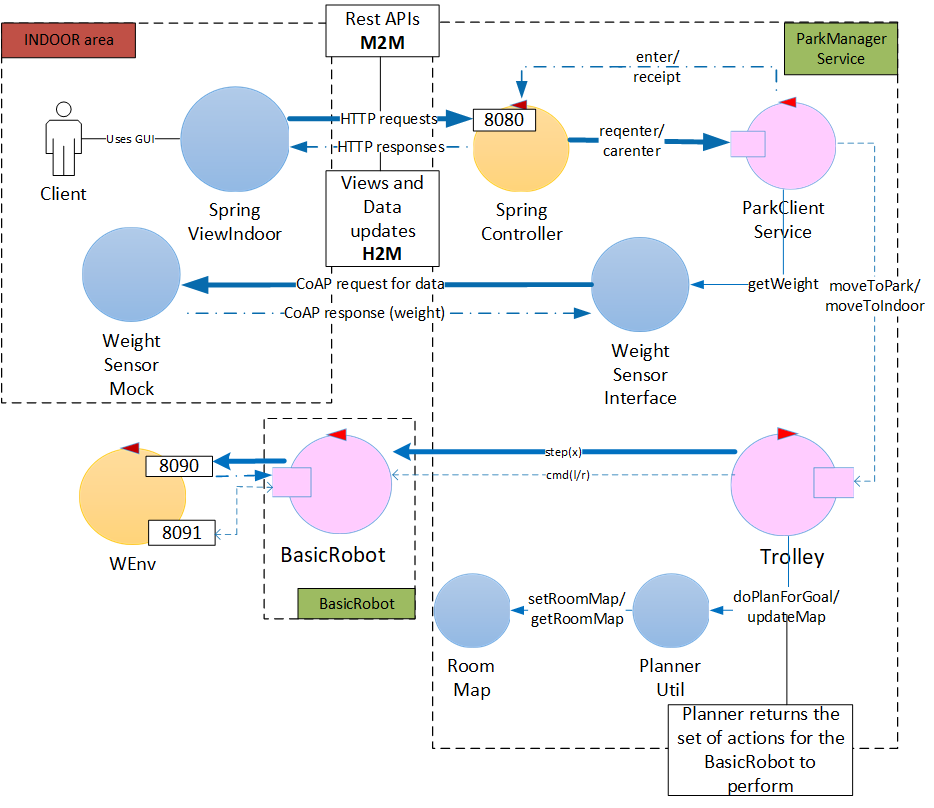 Rest APIs
M2M
INDOOR area
ParkManager
Service
enter/
receipt
8080
HTTP requests
reqenter/
carenter
Uses GUI
HTTP responses
Client
Spring
ViewIndoor
Views and
Data
updates
H2M
Spring
Controller
ParkClient
Service
CoAP request for data
getWeight
moveToPark/
moveToIndoor
CoAP response (weight)
Weight
Sensor
Mock
Weight
Sensor
Interface
step(x)
cmd(l/r)
8090
8091
WEnv
BasicRobot
BasicRobot
Trolley
setRoomMap/
getRoomMap
doPlanForGoal/
updateMap
Room
Map
Planner
Util
Planner returns the
set of actions for the
BasicRobot to
perform